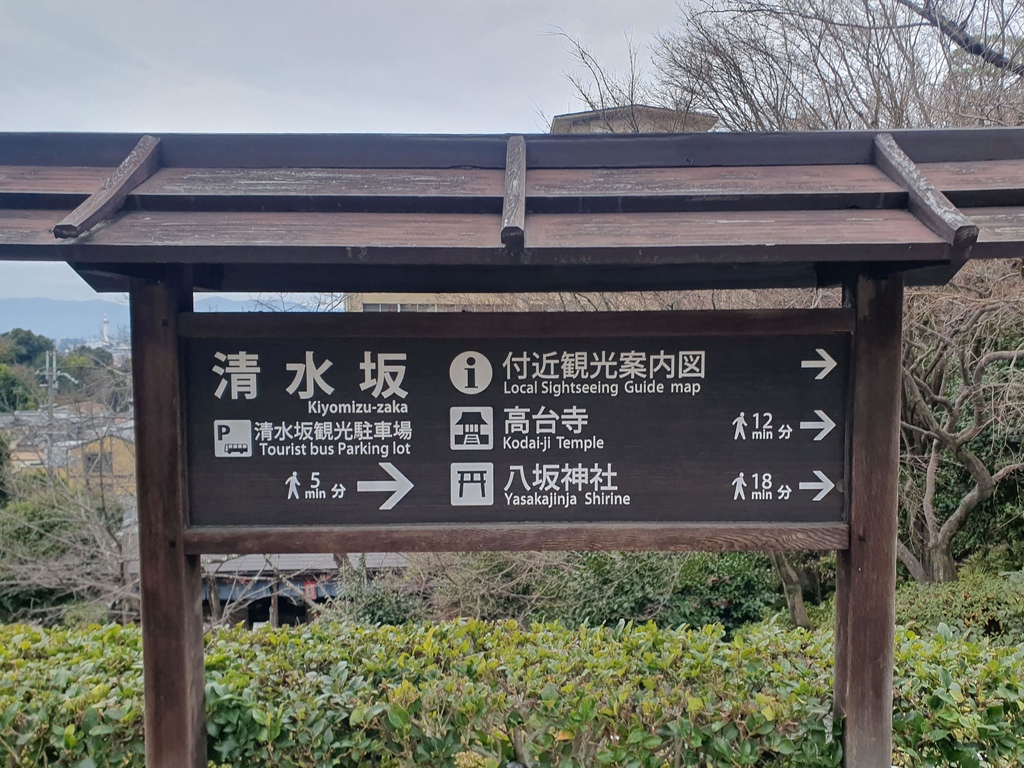 清水坂
Kiyomizu-zaka
P 清水坂観光駐車場
Tourist bus Parking lot
5 min 分
i 付近観光案内図
Local Sightseeing Guide map
高台寺
Kodai-ji Temple
12 min 分
八坂神社
Yasakajinja Shirine
18 min 分